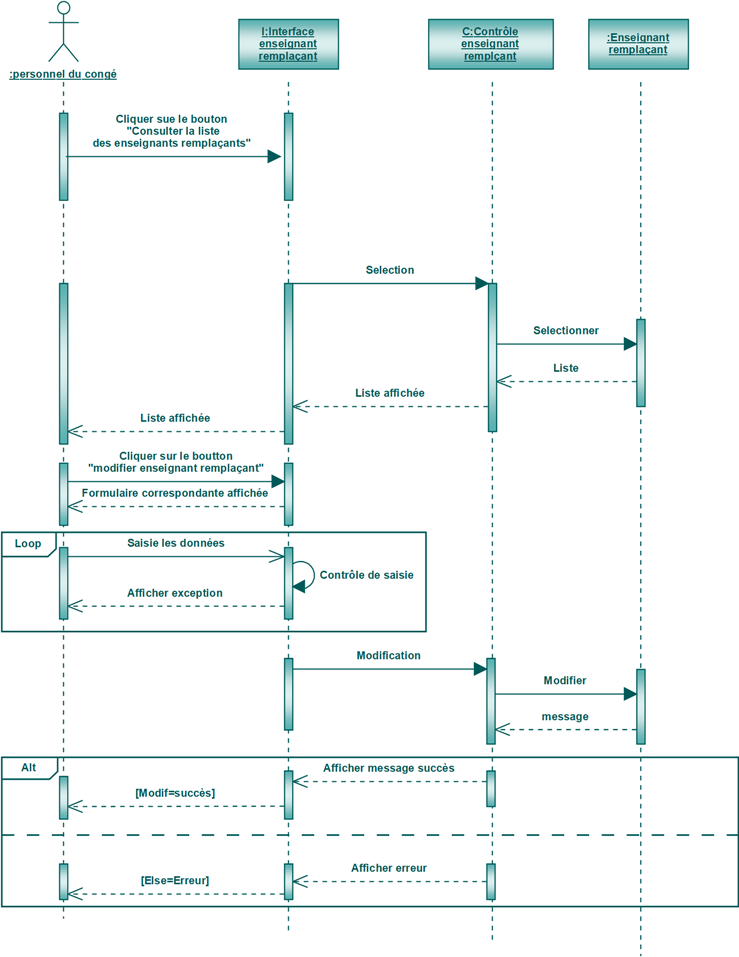 :personnel du congé
I:Interface
enseignant
remplaçant
C:Contrôle
enseignant
remplçant
:Enseignant
remplaçant
Cliquer sue le bouton
"Consulter la liste
des enseignants remplaçants"
Selection
Selectionner
Liste
Liste affichée
Liste affichée
Cliquer sur le boutton
"modifier enseignant remplaçant"
Formulaire correspondante affichée
Loop
Saisie les données
Contrôle de saisie
Afficher exception
Modification
Modifier
message
Alt
Afficher message succès
[Modif=succès]
Afficher erreur
[Else=Erreur]